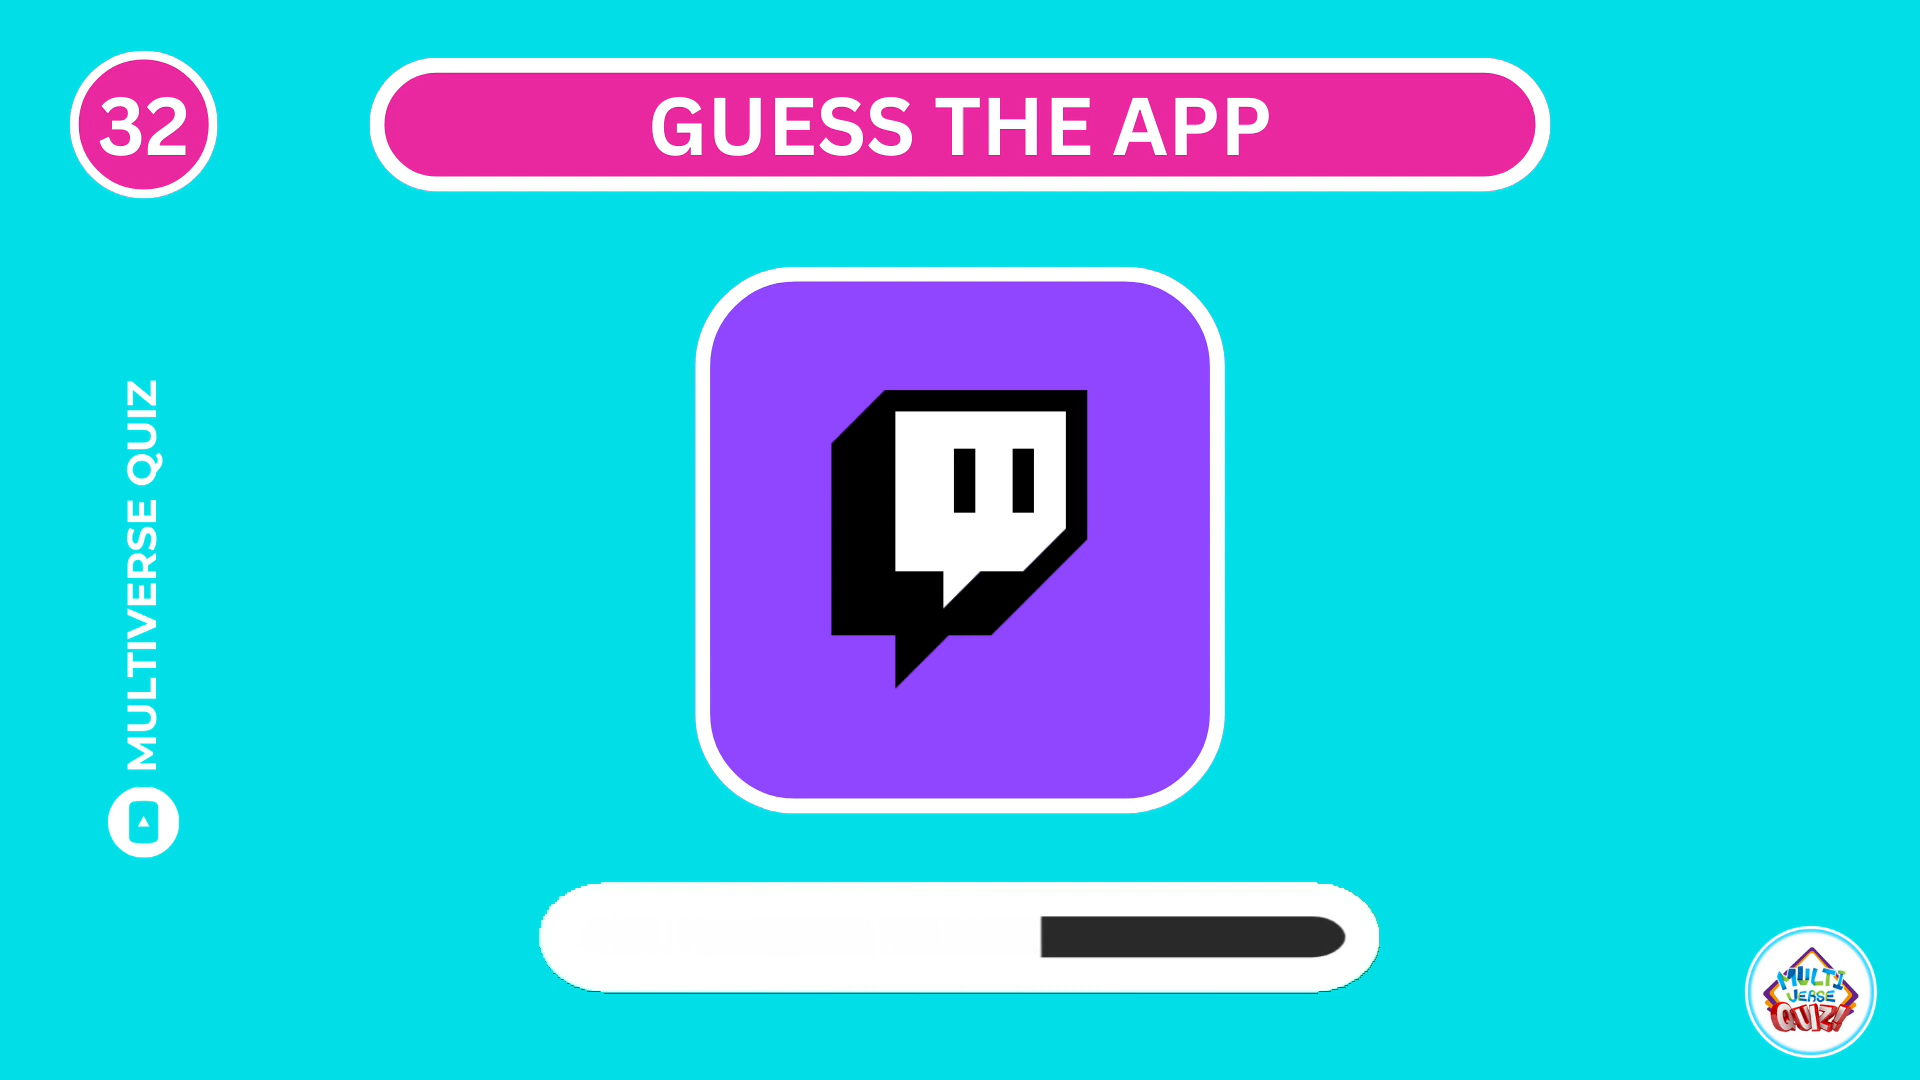 32
GUESS THE APP
MULTIVERSE QUIZ
MULTI
VERSE
QUIZ!